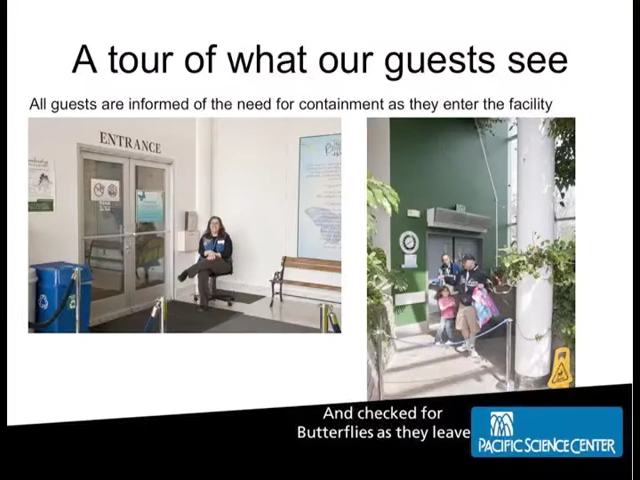 A tour of what our guests see
All guests are informed of the need for containment as they enter the facility
ENTRANCE
And checked for
Butterflies as they leave
PACIFIC SCIENCE CENTER